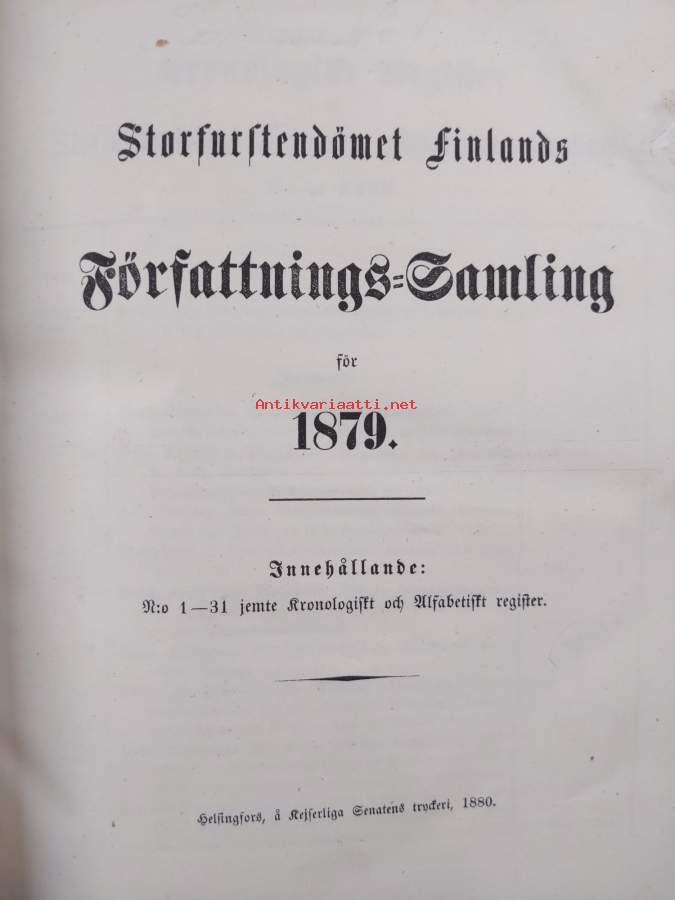 Storfurstendömet Finlands
Författnings-Samling
för
Antikvariaatti.net
1879.
Innehållande:
N:o 1—31 jemte Kronologiskt och Alfabetiskt register.
Helsingfors, å Kejserliga Senatens tryckeri, 1880.